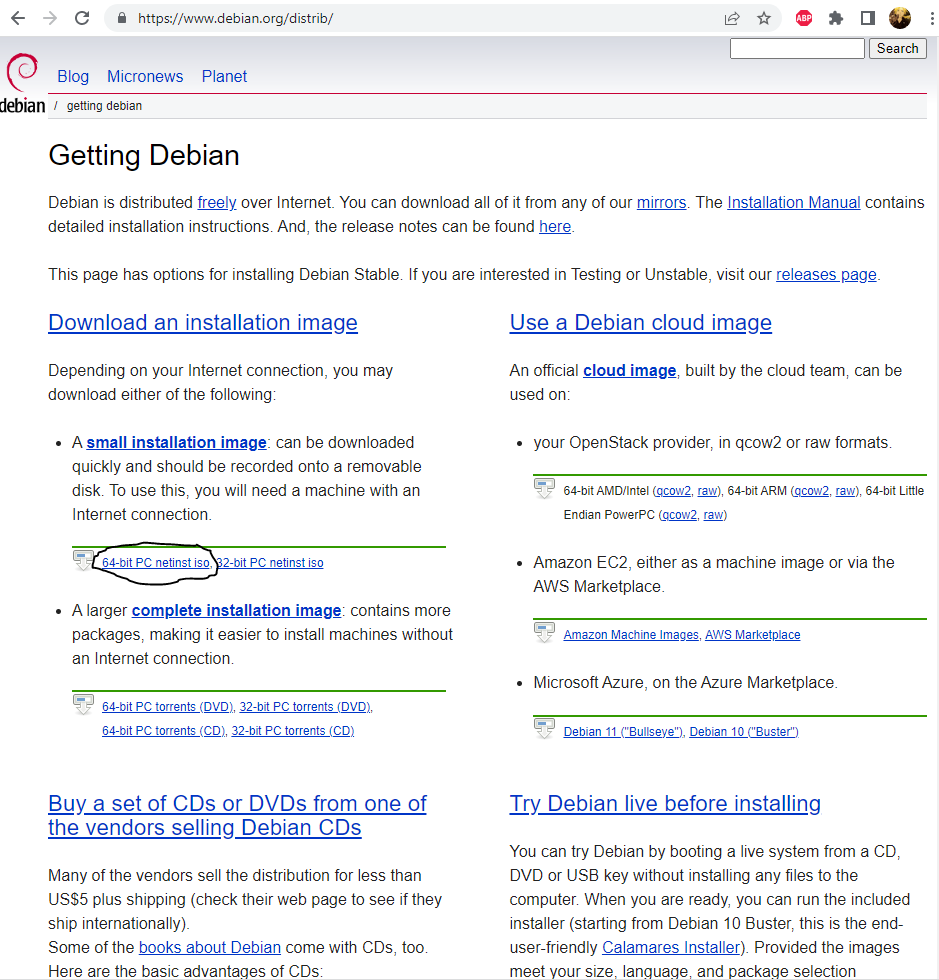 https://www.debian.org/distrib/
ABP
Search
Blog Micronews Planet
debian / getting debian
Getting Debian
Debian is distributed freely over Internet. You can download all of it from any of our mirrors. The Installation Manual contains
detailed installation instructions. And, the release notes can be found here.
This page has options for installing Debian Stable. If you are interested in Testing or Unstable, visit our releases page.
Download an installation image
Depending on your Internet connection, you may
download either of the following:
A small installation image: can be downloaded
quickly and should be recorded onto a removable
disk. To use this, you will need a machine with an
Internet connection.
64-bit PC netinst iso, 32-bit PC netinst iso
A larger complete installation image: contains more
packages, making it easier to install machines without
an Internet connection.
64-bit PC torrents (DVD), 32-bit PC torrents (DVD),
64-bit PC torrents (CD), 32-bit PC torrents (CD)
Use a Debian cloud image
An official cloud image, built by the cloud team, can be
used on:
your OpenStack provider, in qcow2 or raw formats.
64-bit AMD/Intel (qcow2, raw), 64-bit ARM (qcow2, raw), 64-bit Little
Endian PowerPC (qcow2, raw)
Amazon EC2, either as a machine image or via the
AWS Marketplace.
Amazon Machine Images, AWS Marketplace
Microsoft Azure, on the Azure Marketplace.
Debian 11 ("Bullseye"), Debian 10 ("Buster")
Buy a set of CDs or DVDs from one of
the vendors selling Debian CDs
Many of the vendors sell the distribution for less than
US$5 plus shipping (check their web page to see if they
ship internationally).
Some of the books about Debian come with CDs, too.
Here are the basic advantages of CDs:
Try Debian live before installing
You can try Debian by booting a live system from a CD,
DVD or USB key without installing any files to the
computer. When you are ready, you can run the included
installer (starting from Debian 10 Buster, this is the end-
user-friendly Calamares Installer). Provided the images
meet your size, language, and package selection